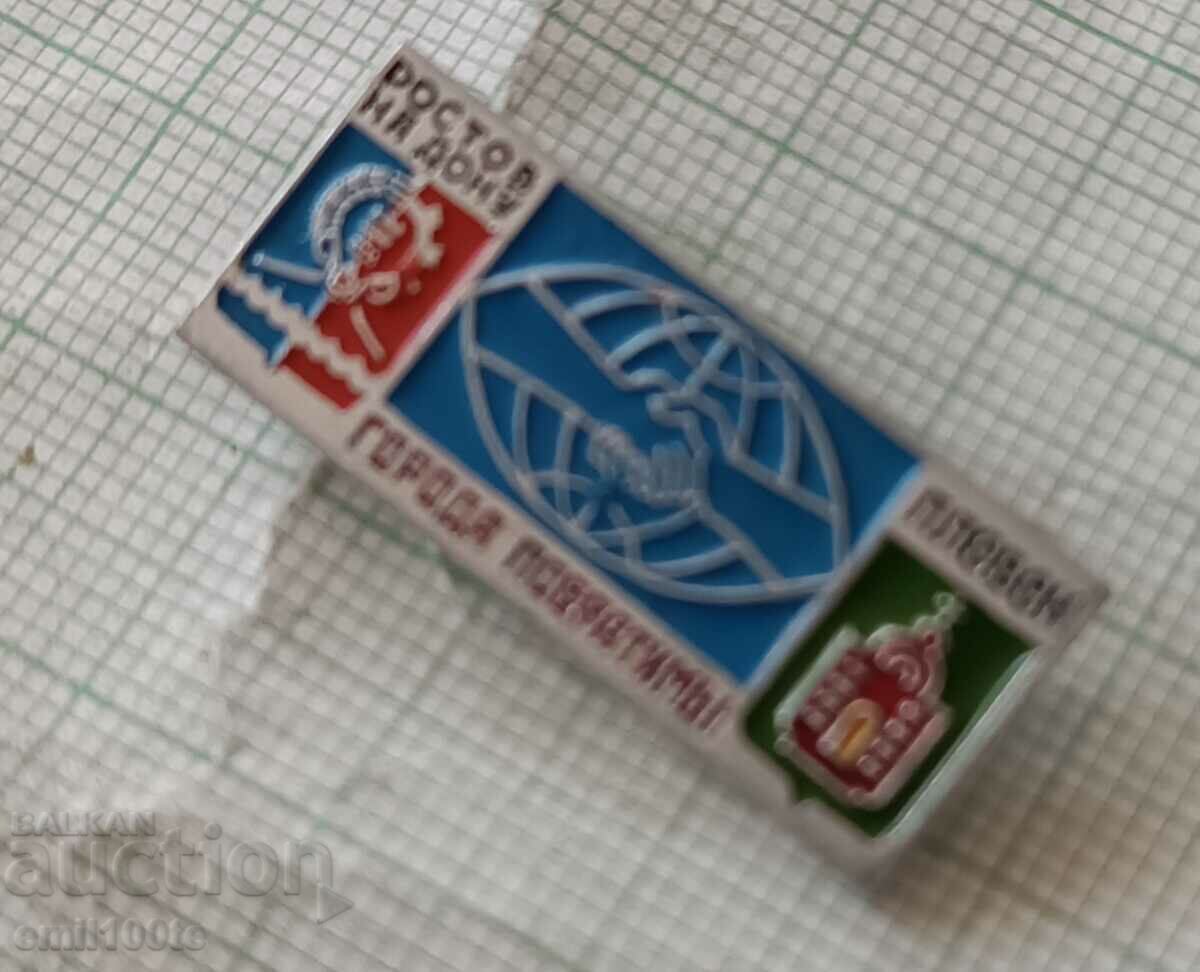 РОСТОВ
НА ДОНУ
ГОРОДА ПОБРАТИМЫ
ПЛЕВЕН
BALKAN
auction
emil100te